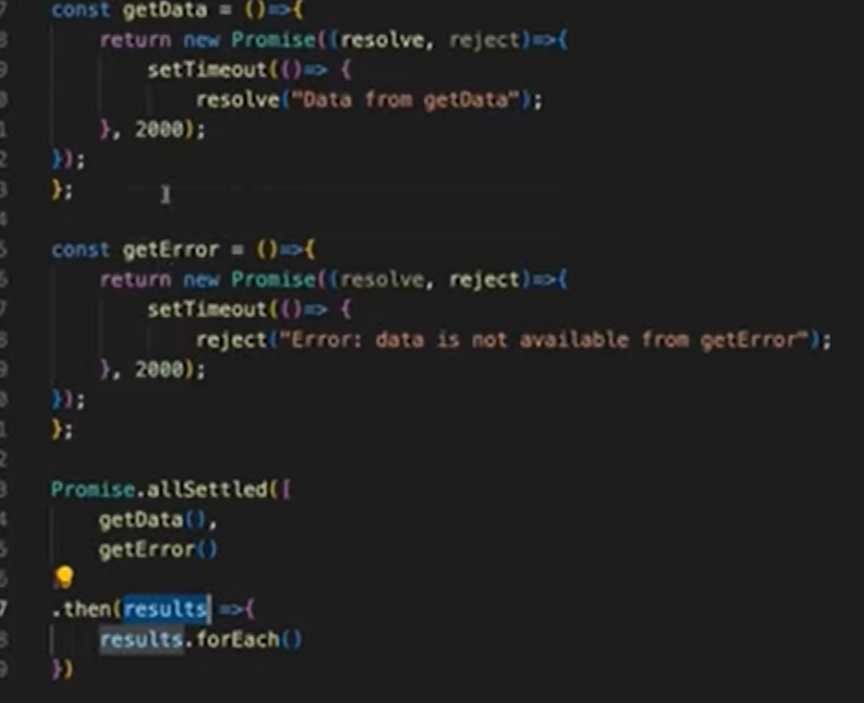 const getData = ()=>{
return new Promise((resolve, reject)=>{
setTimeout(()=> {
resolve("Data from getData");
}, 2000);
});
};
const getError = ()=>{
return new Promise((resolve, reject)=>{
setTimeout(()=> {
reject("Error: data is not available from getError");
}, 2000);
});
};
Promise.allSettled([
getData(),
getError()
.then(results =>{
results.forEach()
})